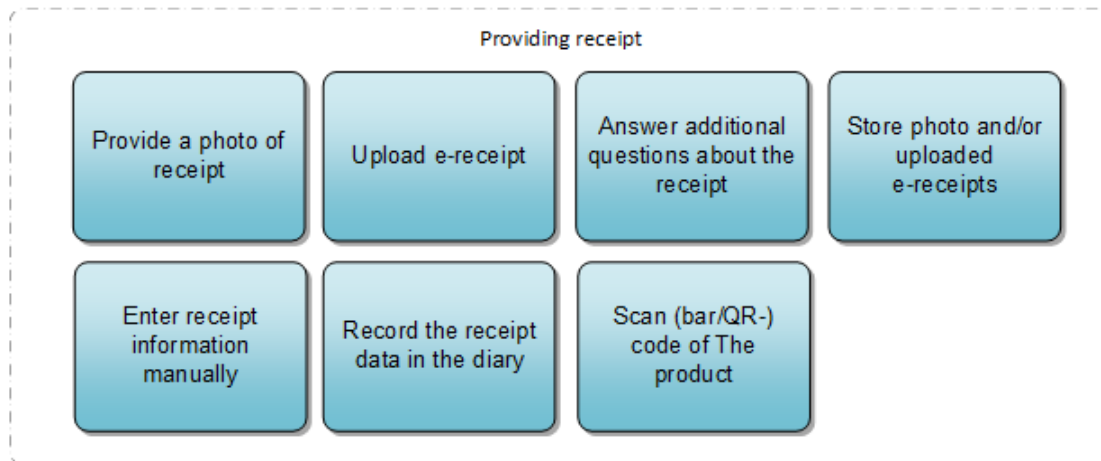 Providing receipt
Provide a photo of
receipt
Upload e-receipt
Answer additional
questions about the
receipt
Store photo and/or
uploaded
e-receipts
Enter receipt
information
manually
Record the receipt
data in the diary
Scan (bar/QR-)
code of The
product